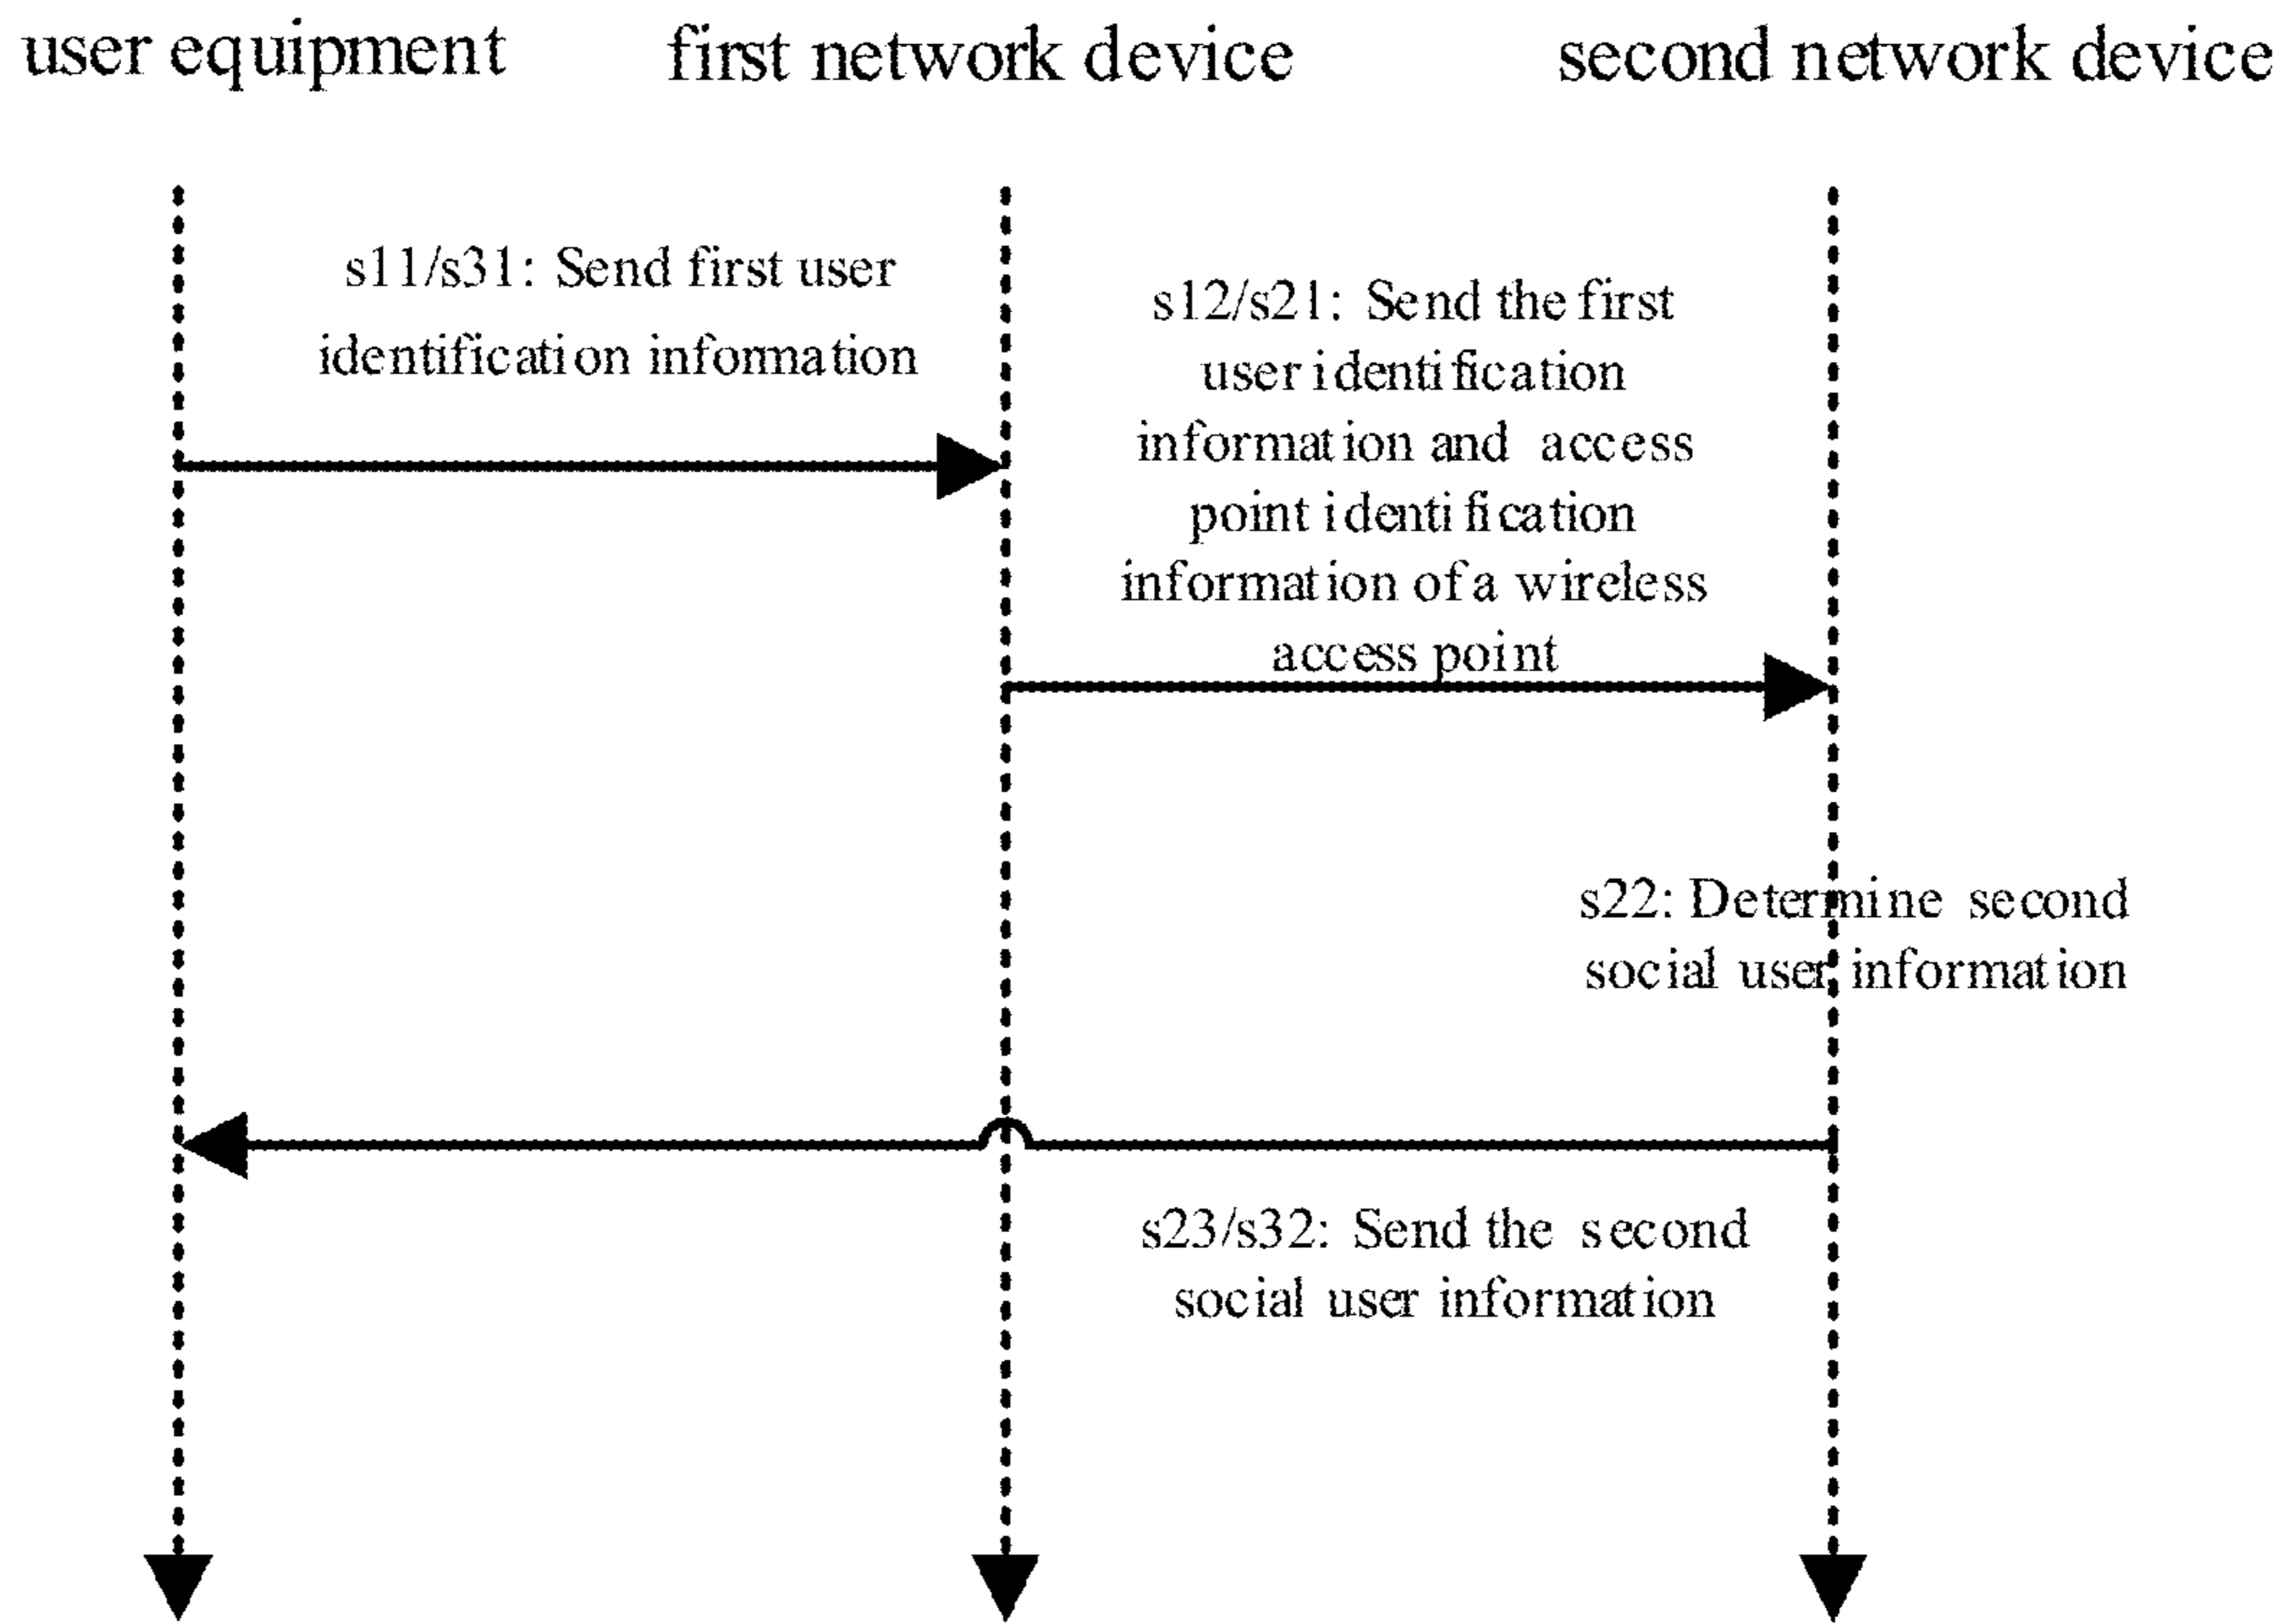 user equipment
first network device
second network device
s11/s31: Send first user
identification information
s12/s21: Send the first
user identification
information and access
point identification
information of a wireless
access point
s22: Determine second
social user information
s23/s32: Send the second
social user information